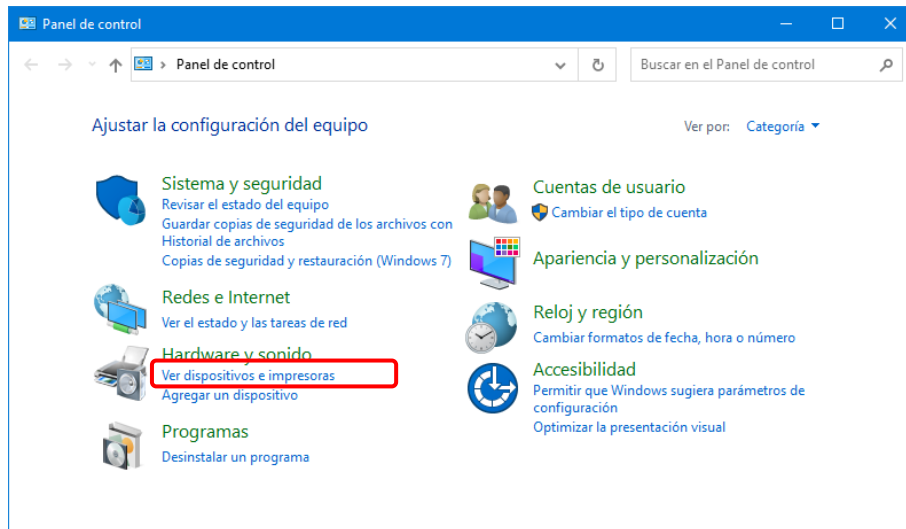 Panel de control
Panel de control
Buscar en el Panel de control
Ajustar la configuración del equipo
Ver por: Categoría
Sistema y seguridad
Revisar el estado del equipo
Guardar copias de seguridad de los archivos con
Historial de archivos
Copias de seguridad y restauración (Windows 7)
Redes e Internet
Ver el estado y las tareas de red
Hardware y sonido
Ver dispositivos e impresoras
Agregar un dispositivo
Programas
Desinstalar un programa
Cuentas de usuario
Cambiar el tipo de cuenta
Apariencia y personalización
Reloj y región
Cambiar formatos de fecha, hora o número
Accesibilidad
Permitir que Windows sugiera parámetros de
configuración
Optimizar la presentación visual